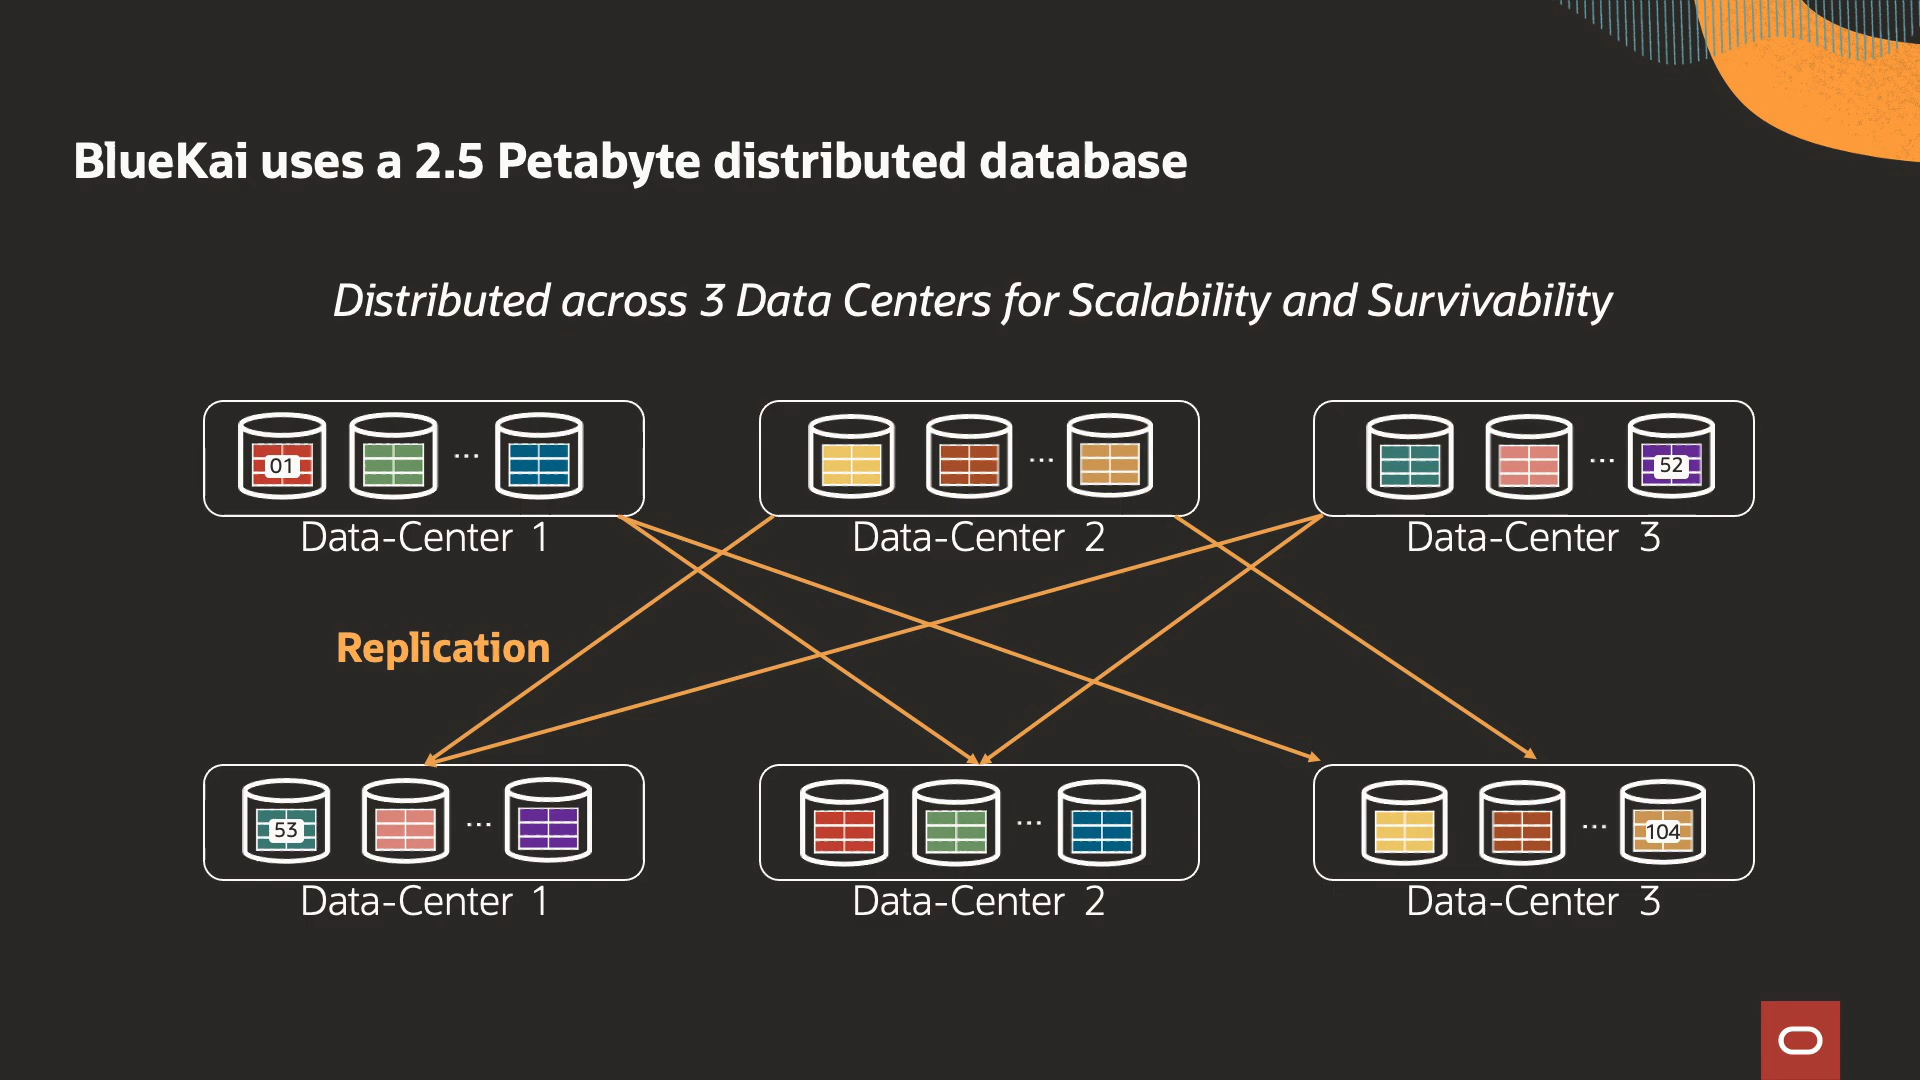 BlueKai uses a 2.5 Petabyte distributed database
Distributed across 3 Data Centers for Scalability and Survivability
01 ... ... ... 52
Data-Center 1 Data-Center 2 Data-Center 3
Replication
53 ... ... ... 104
Data-Center 1 Data-Center 2 Data-Center 3